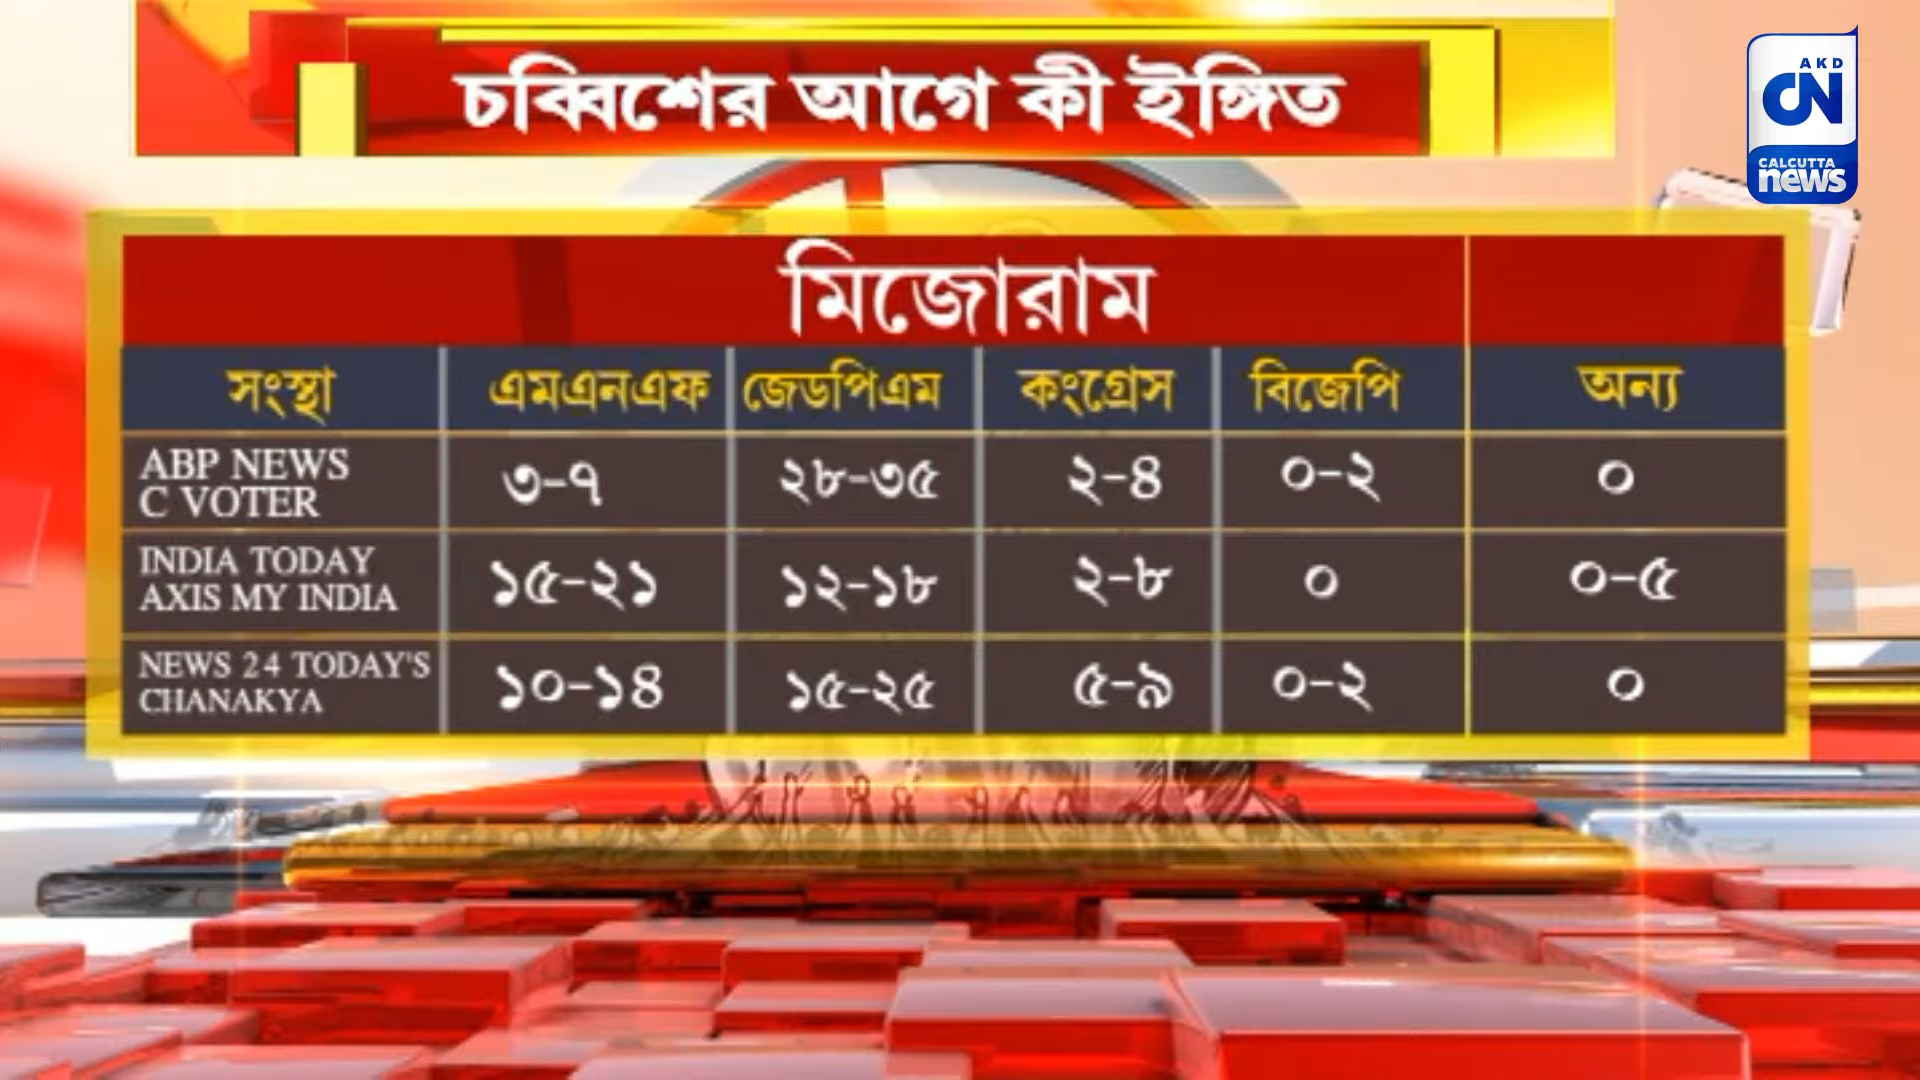 চব্বিশের আগে কী ইঙ্গিত
AKD
CN
CALCUTTA
news
মিজোরাম
সংস্থা এমএনএফ জেডপিএম কংগ্রেস বিজেপি অন্য
ABP NEWS
C VOTER
৩-৭ ২৮-৩৫ ২-৪ ০-২ ০
INDIA TODAY
AXIS MY INDIA
১৫-২১ ১২-১৮ ২-৮ ০ ০-৫
NEWS 24 TODAY'S
CHANAKYA
১০-১৪ ১৫-২৫ ৫-৯ ০-২ ০